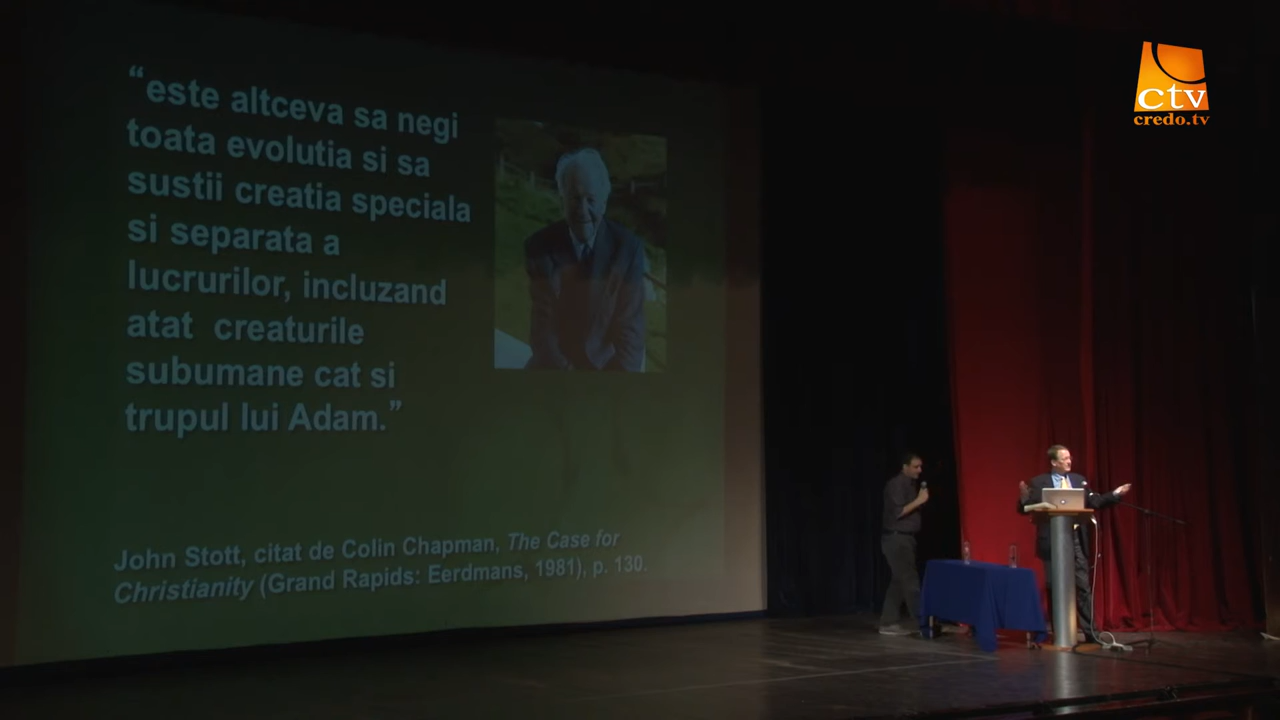 “este altceva sa negi
toata evolutia si sa
sustii creatia speciala
si separata a
lucrurilor, incluzand
atat creaturile
subumane cat si
trupul lui Adam.”
John Stott, citat de Colin Chapman, The Case for
Christianity (Grand Rapids: Eerdmans, 1981), p. 130.
ctv
credo.tv